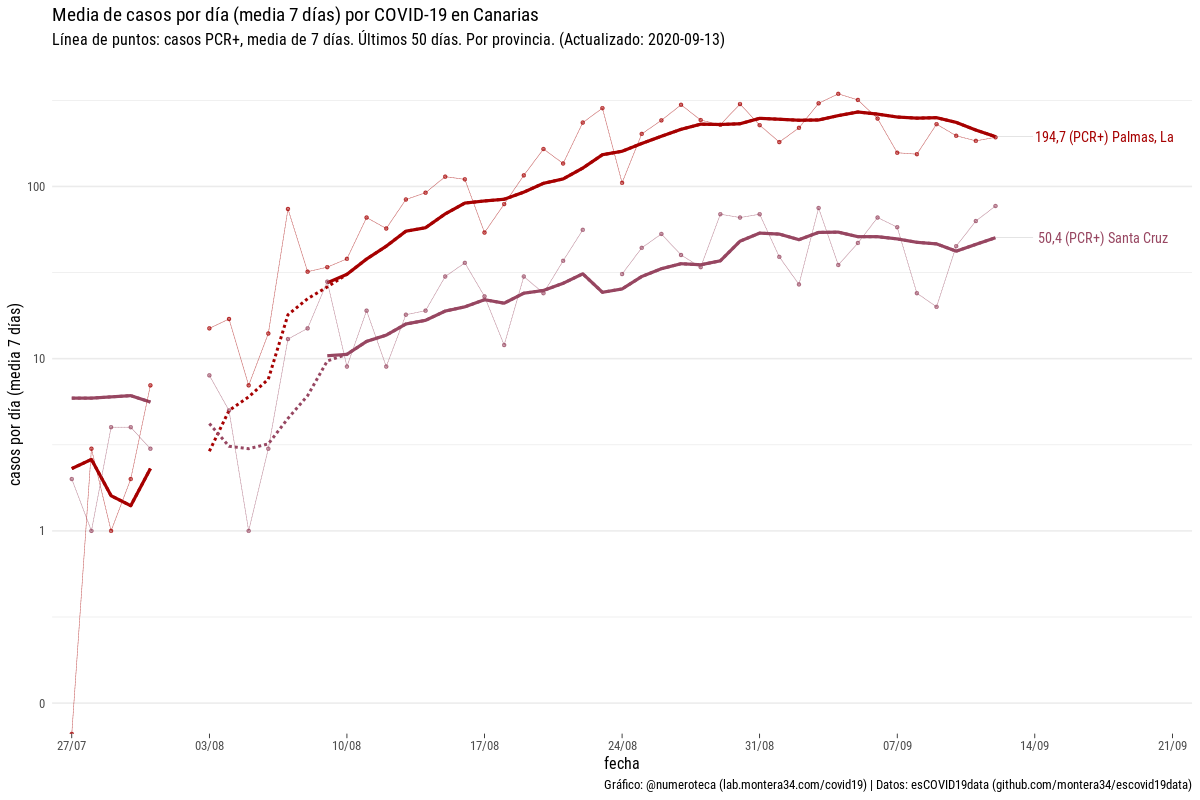 Media de casos por día (media 7 días) por COVID-19 en Canarias
Línea de puntos: casos PCR+, media de 7 días. Últimos 50 días. Por provincia. (Actualizado: 2020-09-13)
casos por día (media 7 días)
100
10
1
0
194,7 (PCR+) Palmas, La
50,4 (PCR+) Santa Cruz
27/07
03/08
10/08
17/08
24/08
31/08
07/09
14/09
21/09
fecha
Gráfico: @numeroteca (lab.montera34.com/covid19) | Datos: esCOVID19data (github.com/montera34/escovid19data)